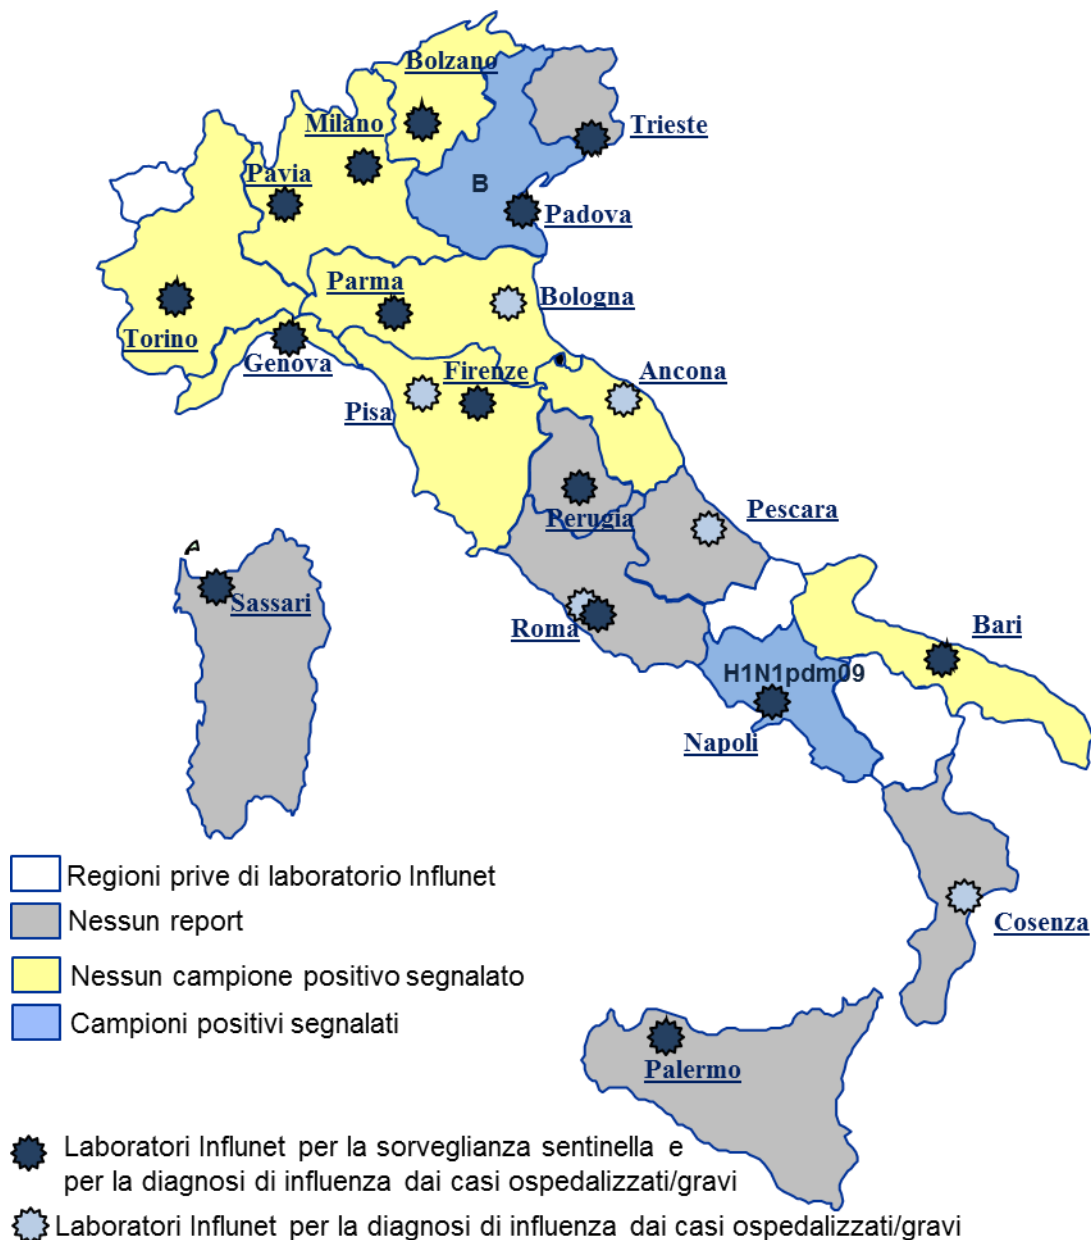 Bolzano
Milano
Trieste
Pavia
B
Padova
Parma
Bologna
Torino
Genova
Firenze
Ancona
Pisa
Perugia
Pescara
Sassari
Roma
Bari
H1N1pdm09
Napoli
Regioni prive di laboratorio Influnet
Nessun report
Cosenza
Nessun campione positivo segnalato
Campioni positivi segnalati
Palermo
Laboratori Influnet per la sorveglianza sentinella e
per la diagnosi di influenza dai casi ospedalizzati/gravi
Laboratori Influnet per la diagnosi di influenza dai casi ospedalizzati/gravi